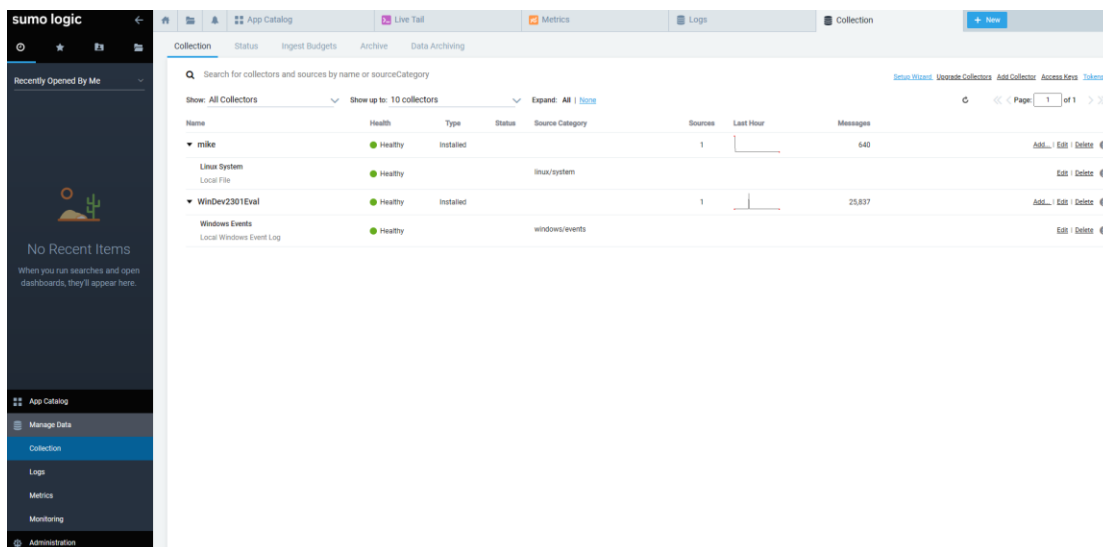 sumo logic
App Catalog
Live Tail
Metrics
Logs
Collection
+ New
Recently Opened By Me
No Recent Items
When you run searches and open
dashboards, they'll appear here.
App Catalog
Manage Data
Collection
Logs
Metrics
Monitoring
Administration
Collection Status Ingest Budgets Archive Data Archiving
Search for collectors and sources by name or sourceCategory
Setup Wizard Upgrade Collectors Add Collector Access Keys Tokens
Show: All Collectors Show up to: 10 collectors Expand: All | None
Page: 1 of 1
Name Health Type Status Source Category Sources Last Hour Messages
mike Healthy Installed 1 640 Add... | Edit | Delete
Linux System Healthy linux/system Edit | Delete
Local File
WinDev2301Eval Healthy Installed 1 25,837 Add... | Edit | Delete
Windows Events Healthy windows/events Edit | Delete
Local Windows Event Log